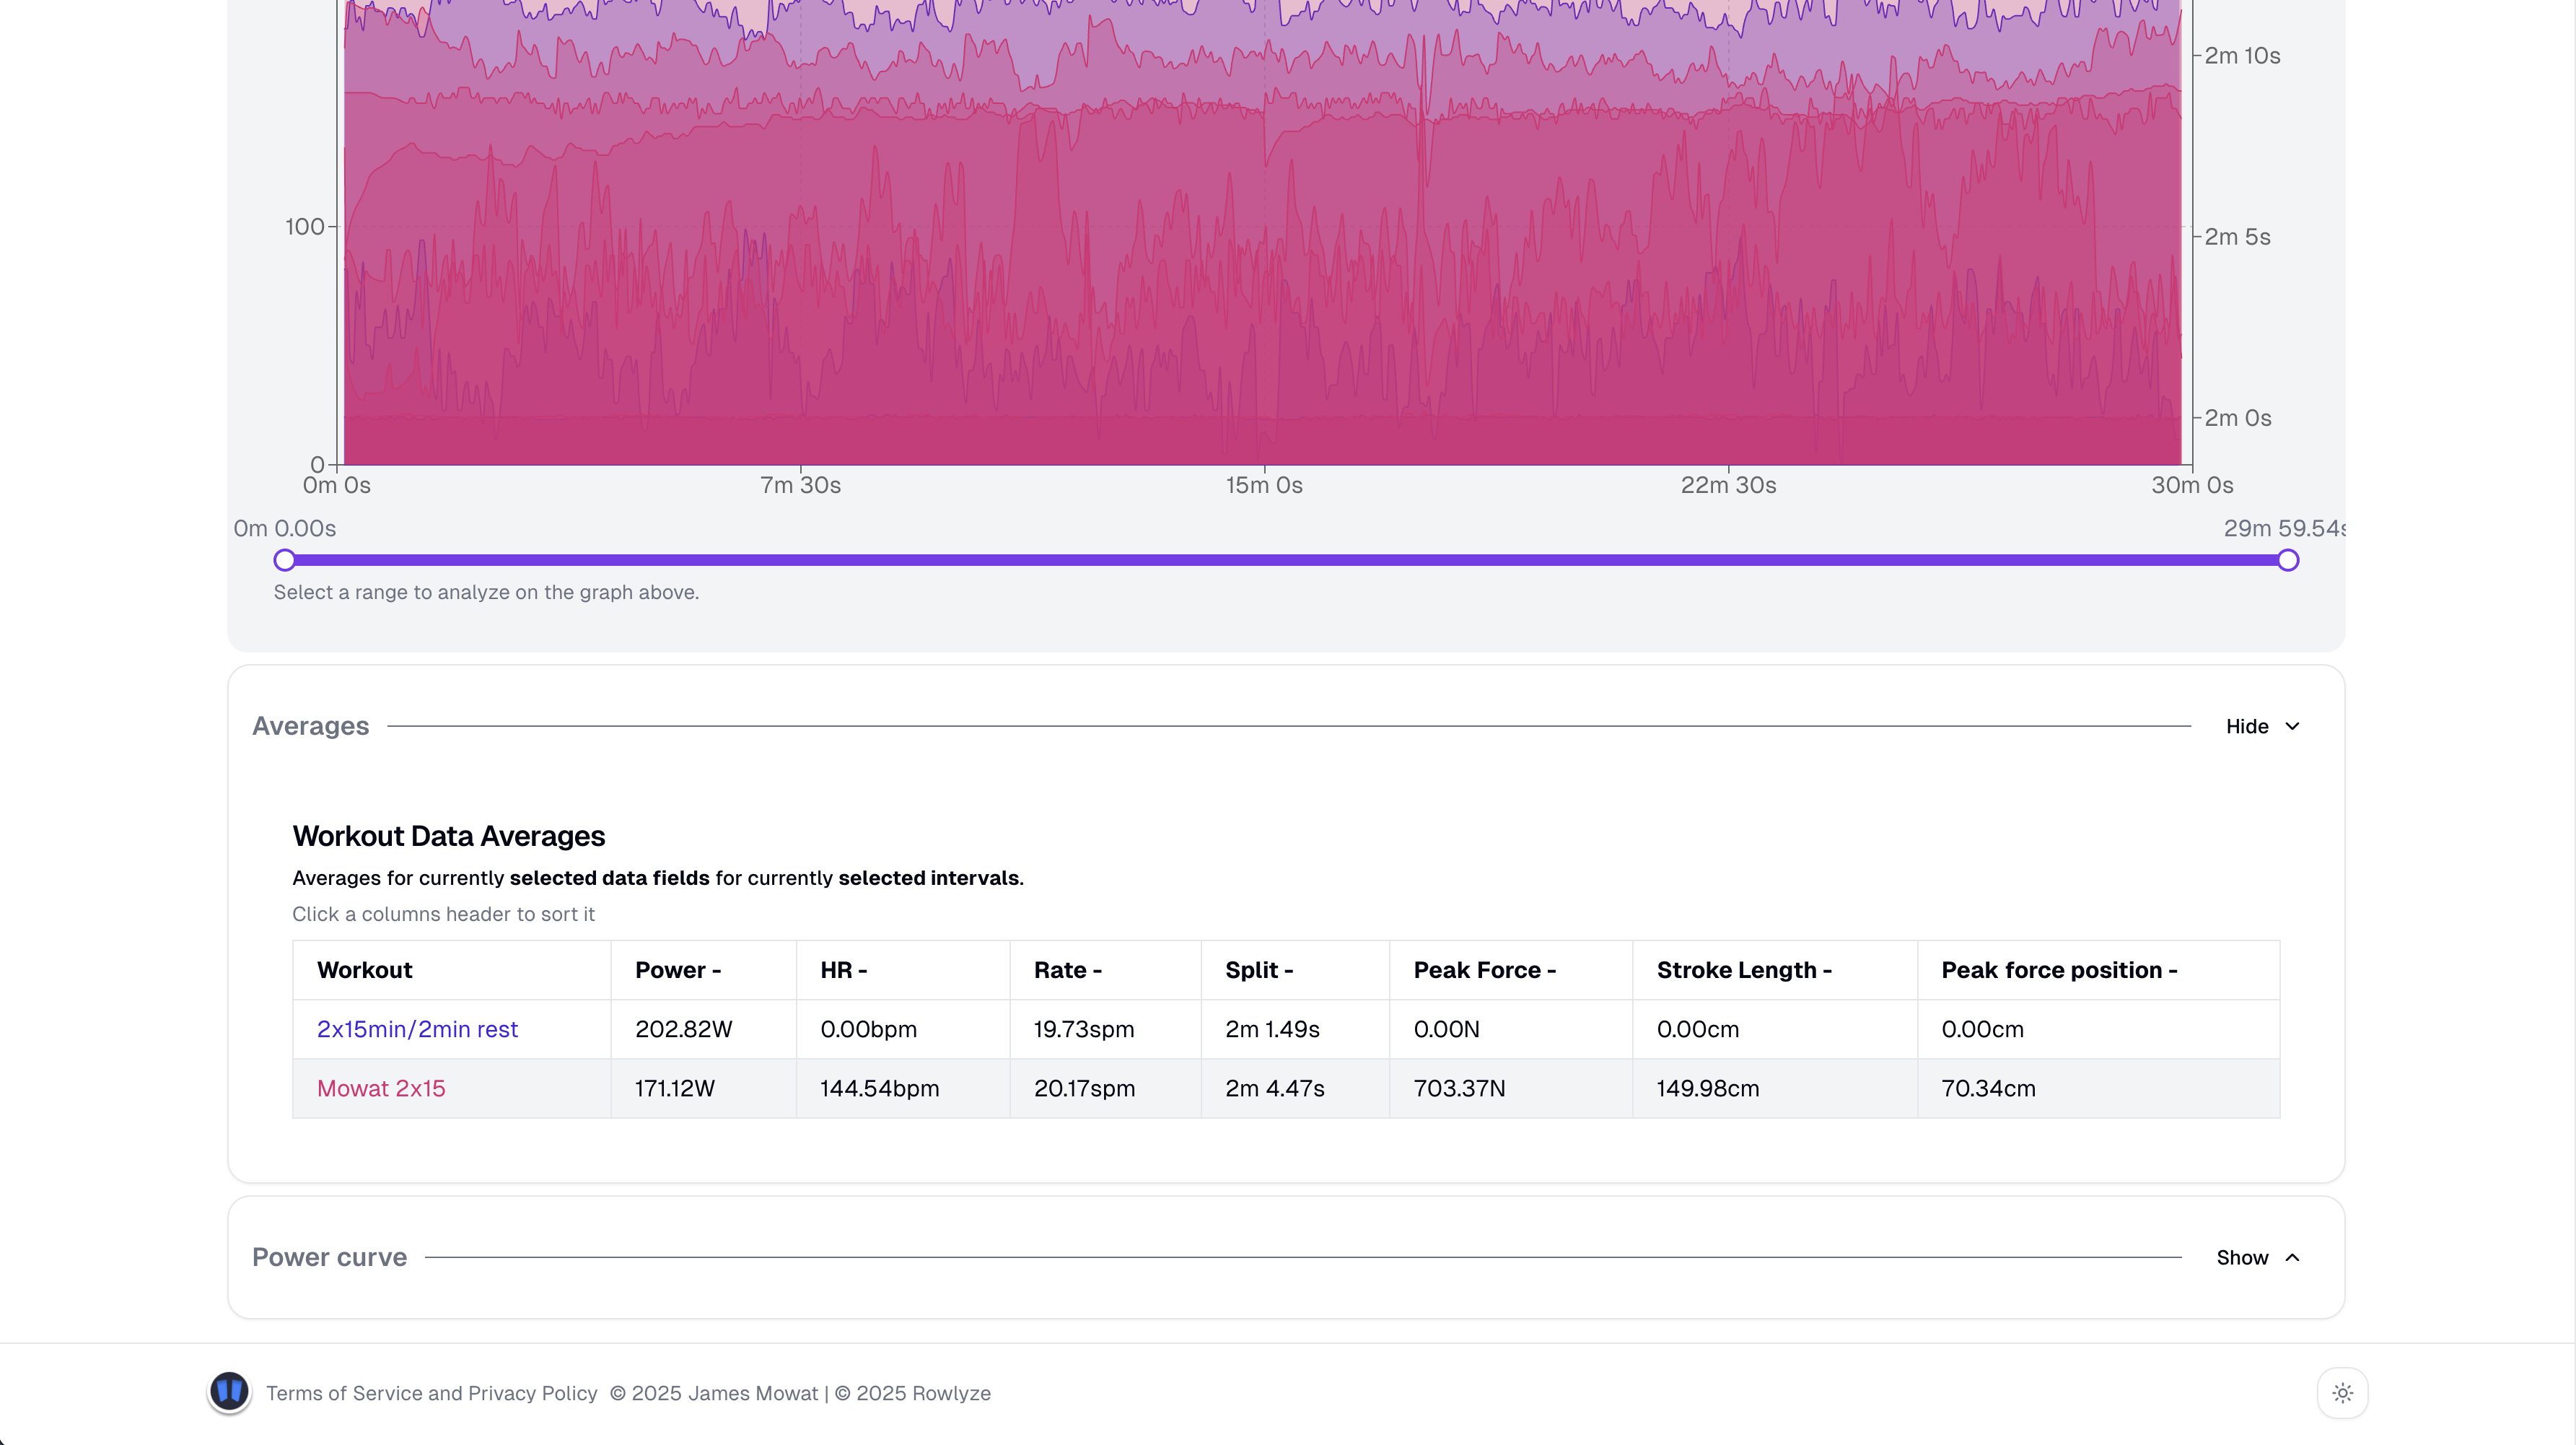 2m 10s
100
2m 5s
2m 0s
0
0m 0s 7m 30s 15m 0s 22m 30s 30m 0s
0m 0.00s 29m 59.54s
Select a range to analyze on the graph above.
Averages Hide
Workout Data Averages
Averages for currently selected data fields for currently selected intervals.
Click a columns header to sort it
Workout Power - HR - Rate - Split - Peak Force - Stroke Length - Peak force position -
2x15min/2min rest 202.82W 0.00bpm 19.73spm 2m 1.49s 0.00N 0.00cm 0.00cm
Mowat 2x15 171.12W 144.54bpm 20.17spm 2m 4.47s 703.37N 149.98cm 70.34cm
Power curve Show
Terms of Service and Privacy Policy © 2025 James Mowat | © 2025 Rowlyze